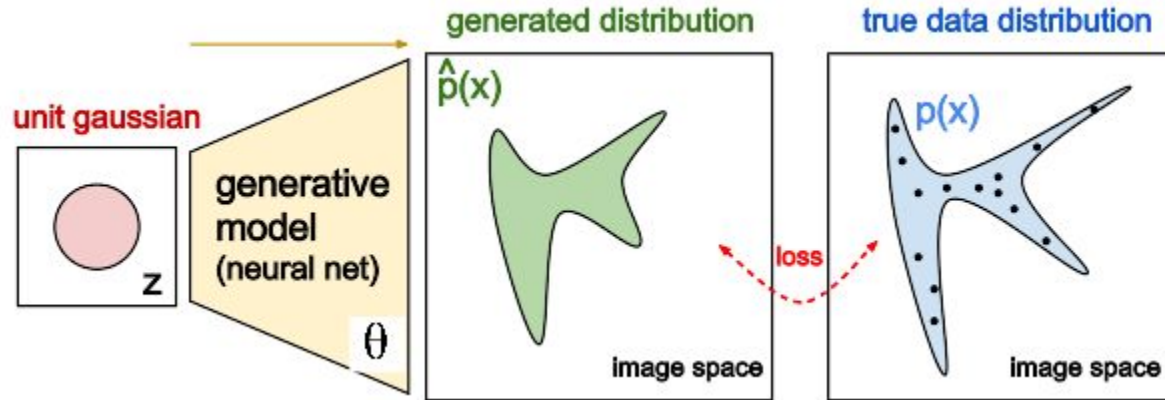 generated distribution
true data distribution
p̂(x)
p(x)
unit gaussian
generative
model
(neural net)
loss
z
θ
image space
image space